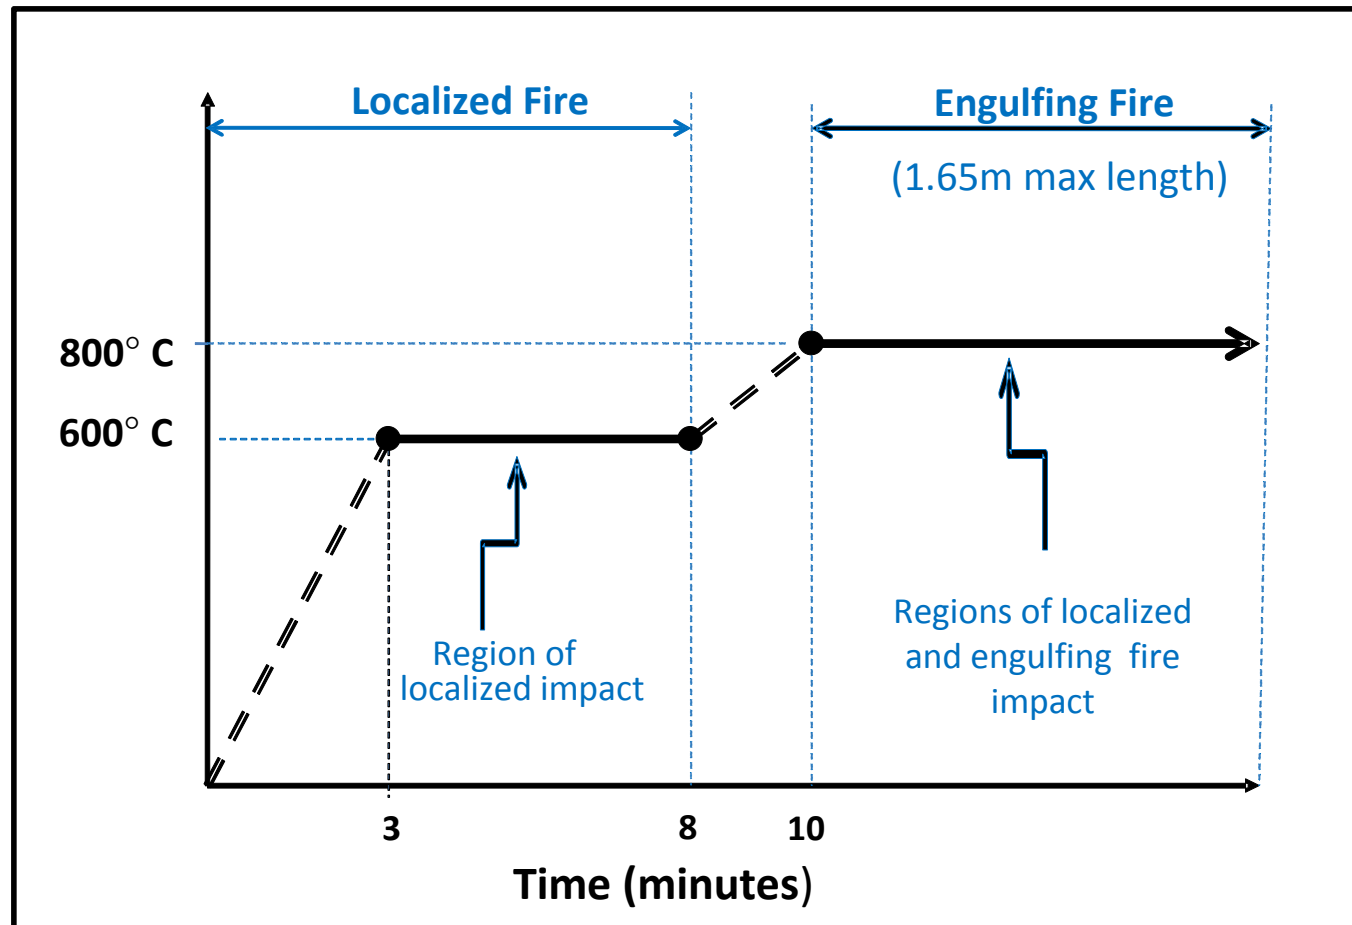 Localized Fire
Engulfing Fire
(1.65m max length)
800° C
600° C
Region of
localized impact
Regions of localized
and engulfing fire
impact
3
8
10
Time (minutes)